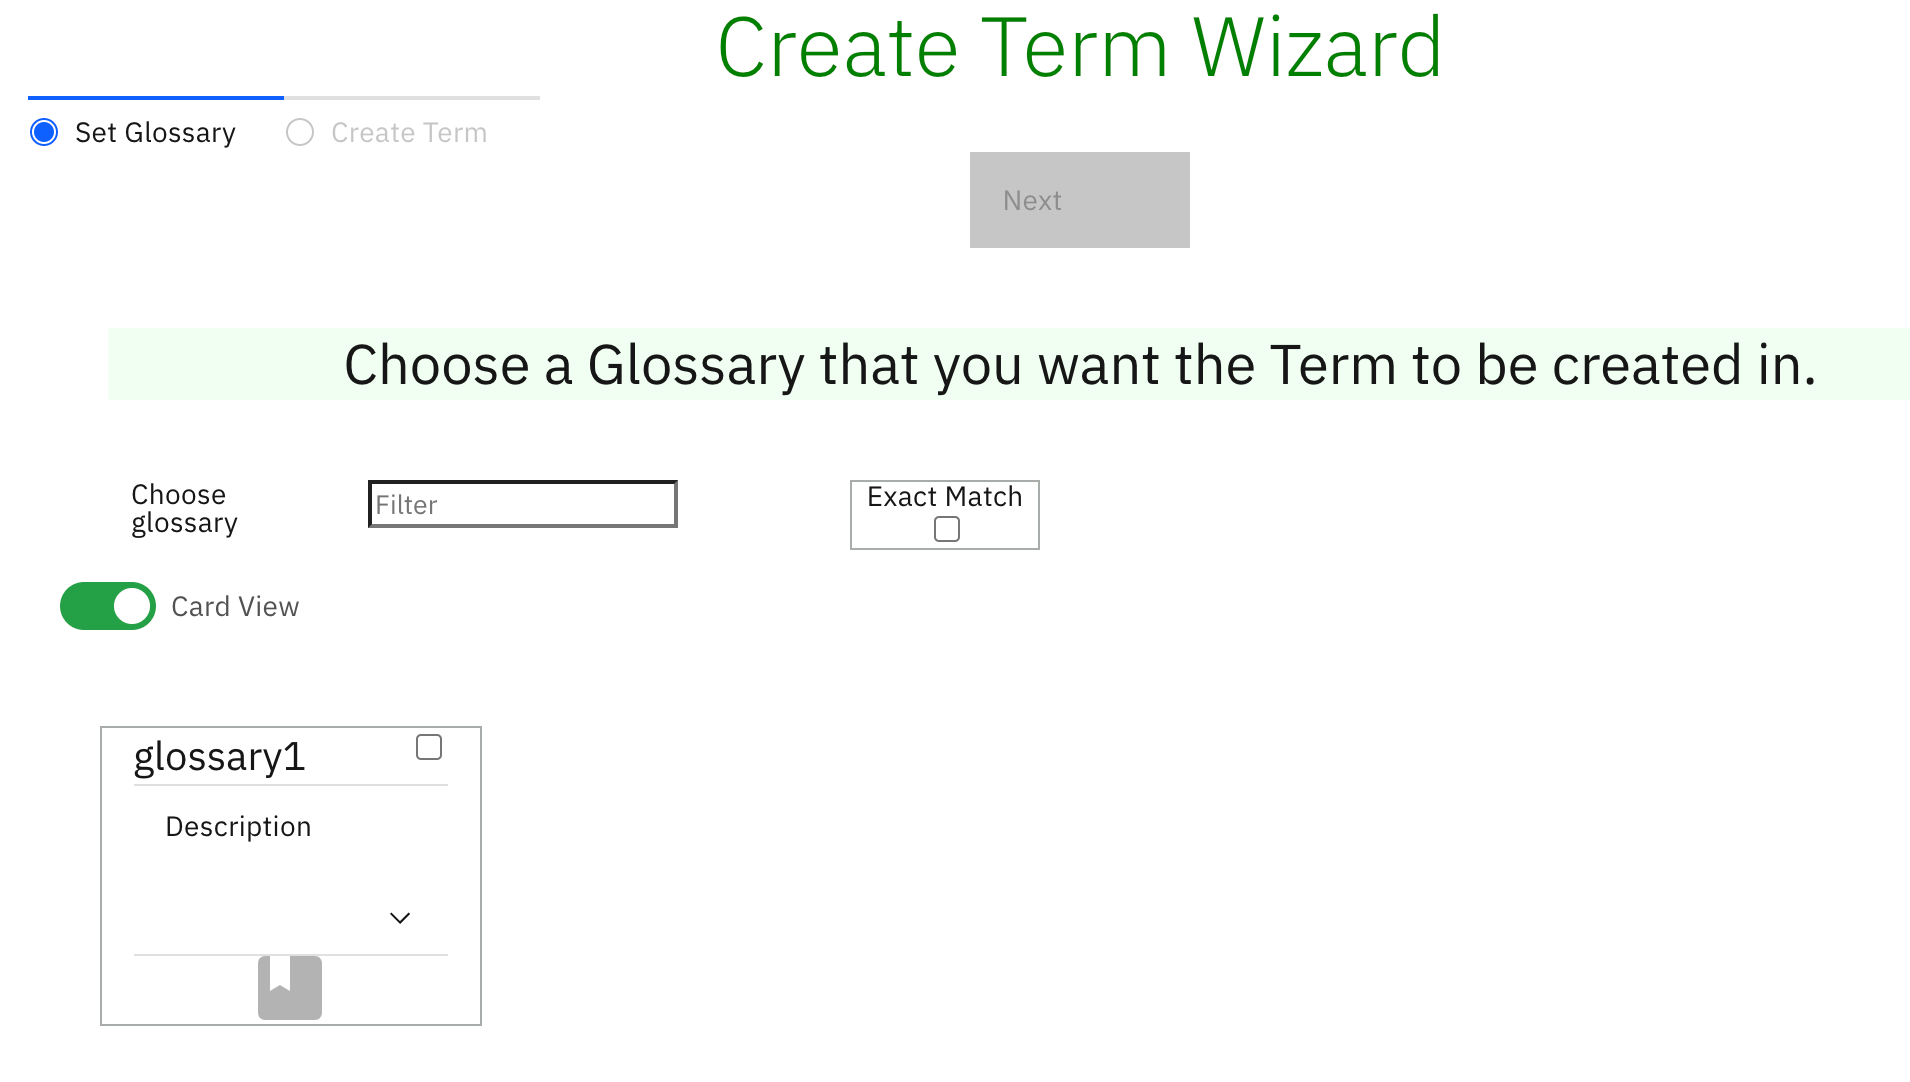 Create Term Wizard
Set Glossary
Create Term
Next
Choose a Glossary that you want the Term to be created in.
Choose
glossary
Filter
Exact Match
Card View
glossary1
Description